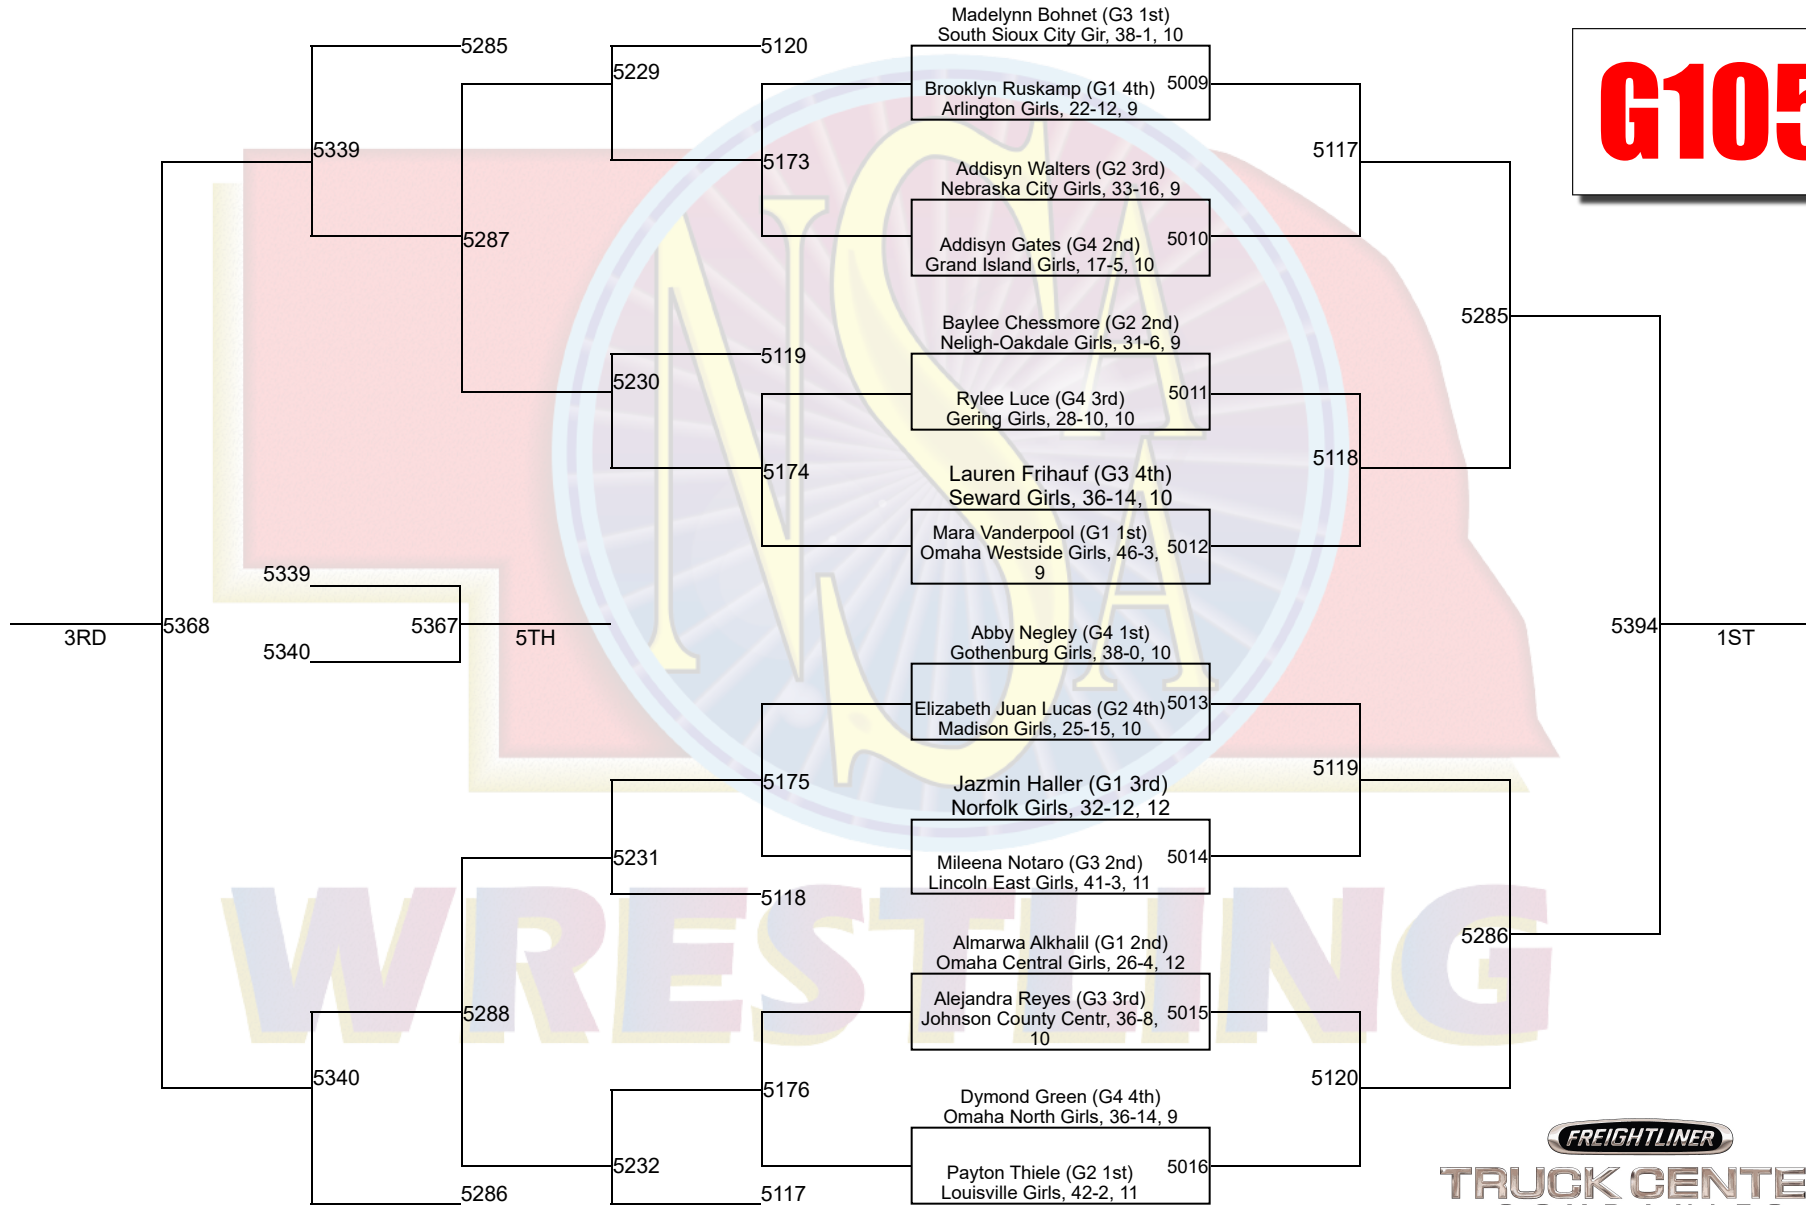 Madelynn Bohnet (G3 1st)
South Sioux City Gir, 38-1, 10
Brooklyn Ruskamp (G1 4th)
Arlington Girls, 22-12, 9
5009
Addisyn Walters (G2 3rd)
Nebraska City Girls, 33-16, 9
Addisyn Gates (G4 2nd)
Grand Island Girls, 17-5, 10
5010
Baylee Chessmore (G2 2nd)
Neligh-Oakdale Girls, 31-6, 9
Rylee Luce (G4 3rd)
Gering Girls, 28-10, 10
5011
Lauren Frihauf (G3 4th)
Seward Girls, 36-14, 10
Mara Vanderpool (G1 1st)
Omaha Westside Girls, 46-3,
9
5012
Abby Negley (G4 1st)
Gothenburg Girls, 38-0, 10
Elizabeth Juan Lucas (G2 4th)
Madison Girls, 25-15, 10
5013
Jazmin Haller (G1 3rd)
Norfolk Girls, 32-12, 12
Mileena Notaro (G3 2nd)
Lincoln East Girls, 41-3, 11
5014
Almarwa Alkhalil (G1 2nd)
Omaha Central Girls, 26-4, 12
Alejandra Reyes (G3 3rd)
Johnson County Centr, 36-8,
10
5015
Dymond Green (G4 4th)
Omaha North Girls, 36-14, 9
Payton Thiele (G2 1st)
Louisville Girls, 42-2, 11
5016
5117
5118
5119
5120
5285
5286
5394
1ST
5120
5173
5119
5174
5175
5118
5176
5117
5229
5230
5231
5232
5285
5287
5288
5286
5339
5340
5339
5340
5367
5TH
5368
3RD
G105
NSAA
WRESTLING
FREIGHTLINER
TRUCK CENTE